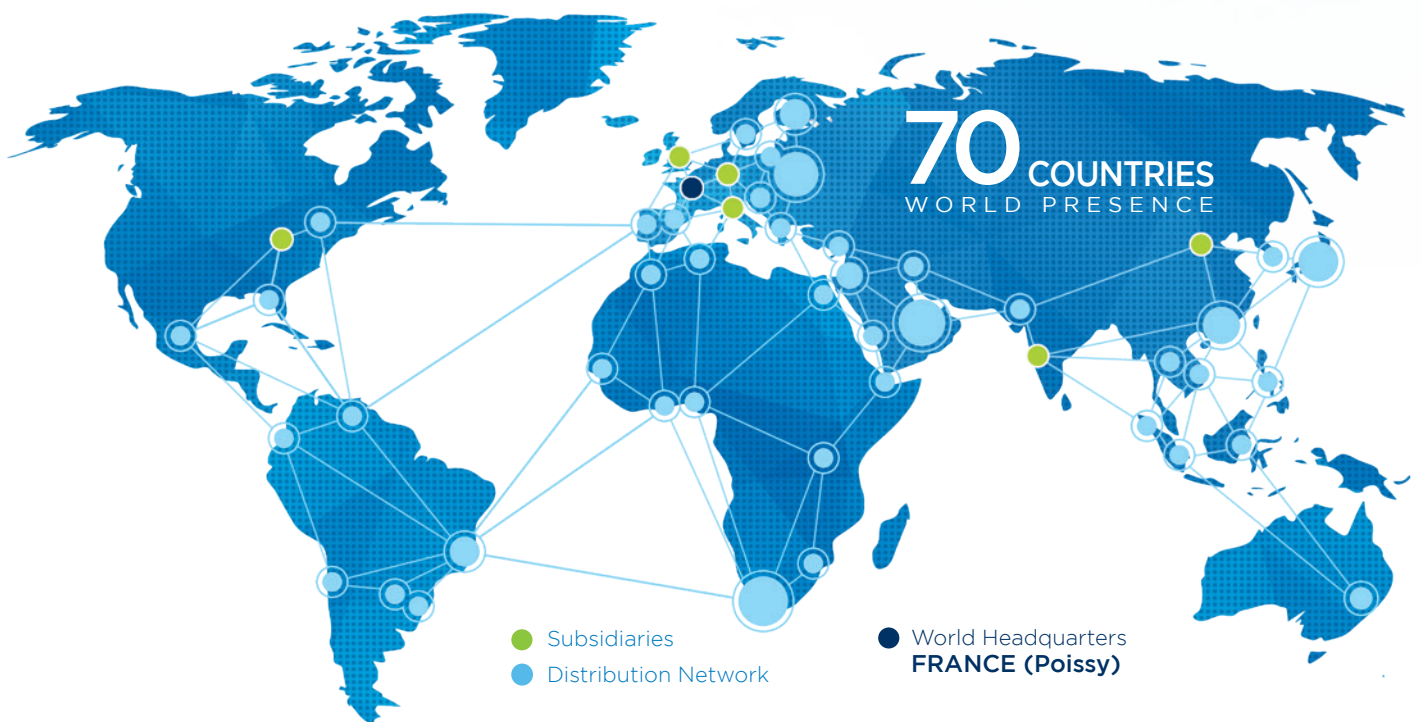 70 COUNTRIES
WORLD PRESENCE
Subsidiaries
Distribution Network
World Headquarters
FRANCE (Poissy)